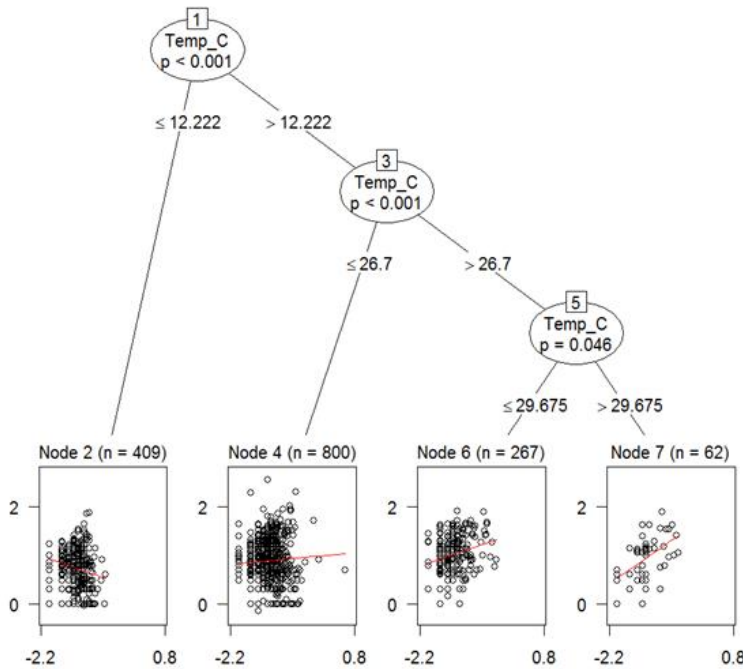 1
Temp_C
p < 0.001
≤ 12.222
> 12.222
3
Temp_C
p < 0.001
≤ 26.7
> 26.7
5
Temp_C
p = 0.046
≤ 29.675
> 29.675
Node 2 (n = 409)
Node 4 (n = 800)
Node 6 (n = 267)
Node 7 (n = 62)
2
2
2
2
0
0
0
0
-2.2 0.8
-2.2 0.8
-2.2 0.8
-2.2 0.8